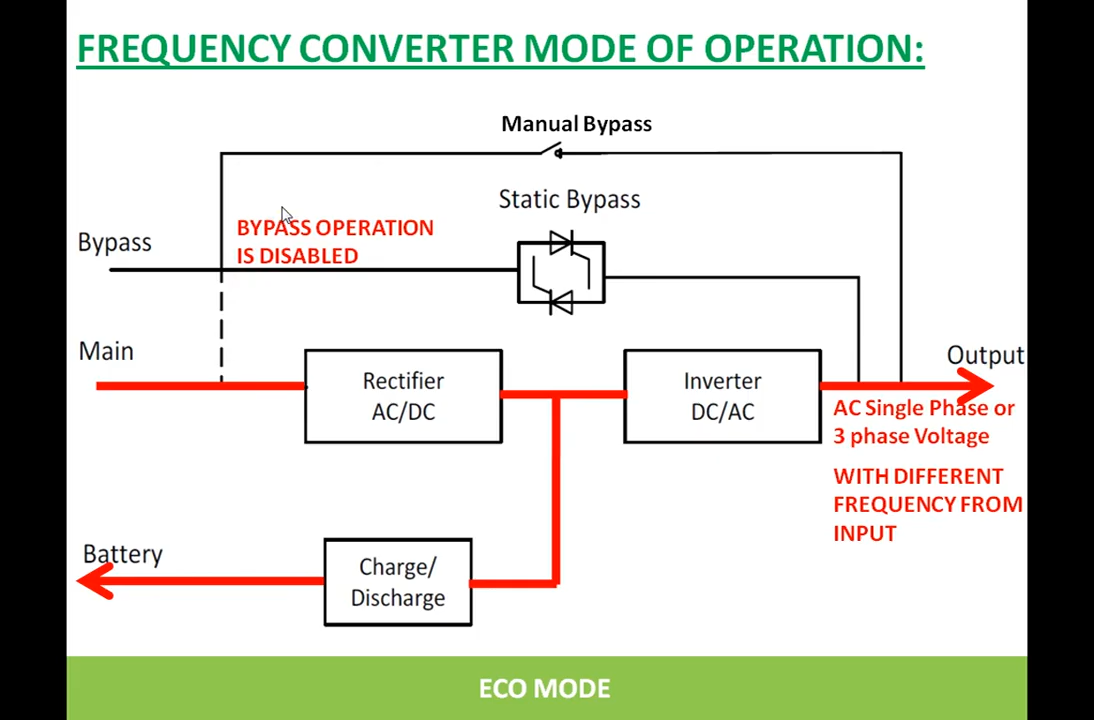 FREQUENCY CONVERTER MODE OF OPERATION:
Manual Bypass
Static Bypass
BYPASS OPERATION
IS DISABLED
Bypass
Main
Rectifier
AC/DC
Inverter
DC/AC
Output
AC Single Phase or
3 phase Voltage
WITH DIFFERENT
FREQUENCY FROM
INPUT
Battery
Charge/
Discharge
ECO MODE